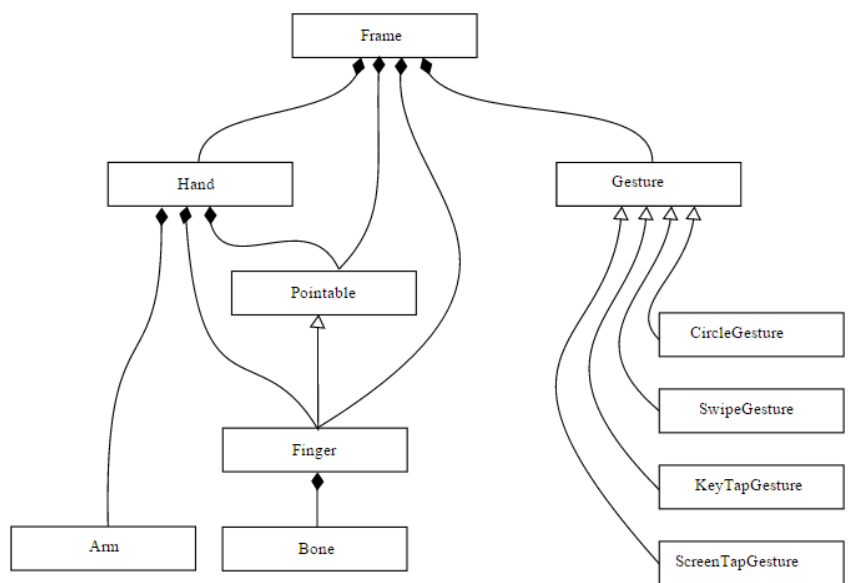 Frame
Hand
Gesture
Pointable
CircleGesture
SwipeGesture
Finger
KeyTapGesture
Arm
Bone
ScreenTapGesture